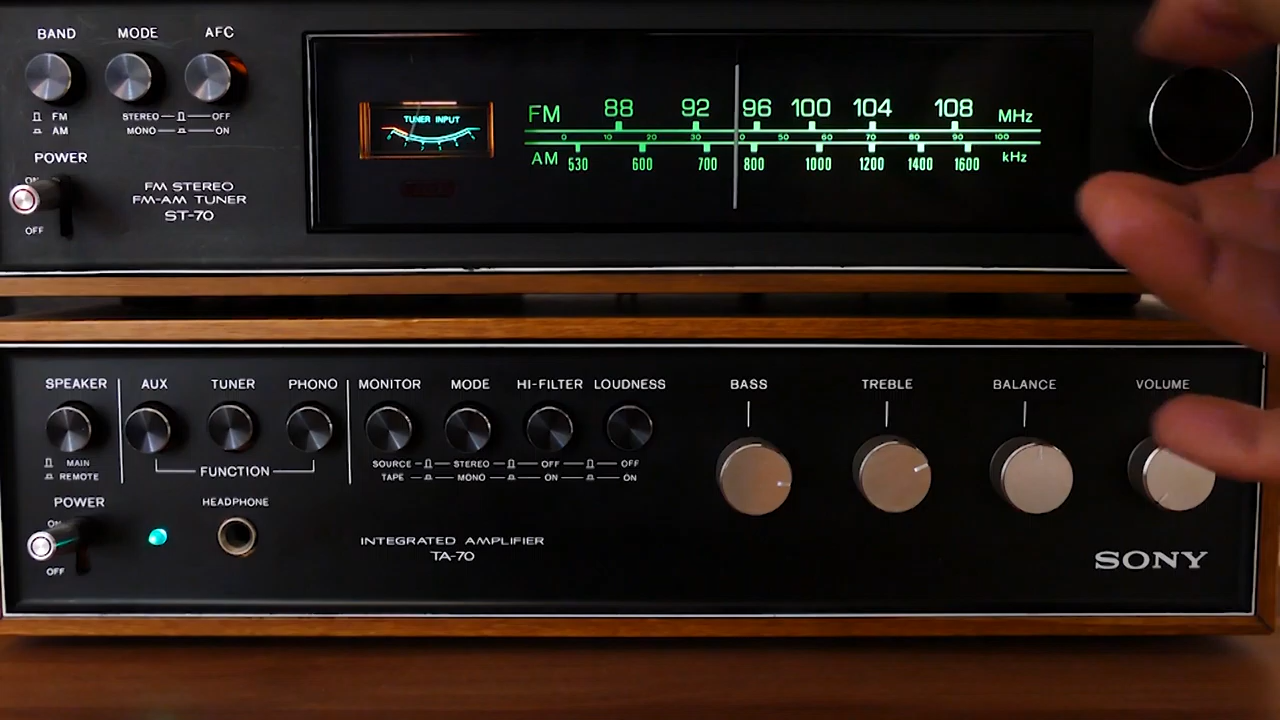 BAND MODE AFC
FM STEREO OFF
AM MONO ON
POWER
ON
OFF
FM STEREO
FM-AM TUNER
ST-70
TUNER INPUT
FM 88 92 96 100 104 108 MHz
0 10 20 30 0 50 60 70 80 90 100
AM 530 600 700 800 1000 1200 1400 1600 kHz
SPEAKER AUX TUNER PHONO MONITOR MODE HI-FILTER LOUDNESS BASS TREBLE BALANCE VOLUME
MAIN
REMOTE
FUNCTION
SOURCE STEREO OFF OFF
TAPE MONO ON ON
POWER
ON
OFF
HEADPHONE
INTEGRATED AMPLIFIER
TA-70
SONY